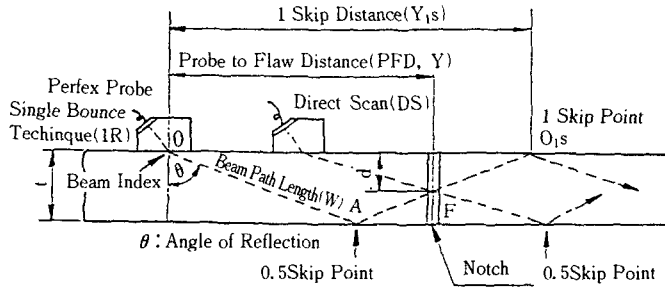 1 Skip Distance(Y₁s)
Probe to Flaw Distance(PFD, Y)
Perfex Probe
Single Bounce
Techinque(1R)
Direct Scan(DS)
1 Skip Point
O₁s
O
Beam Index
t
θ
Beam Path Length(W)
A
d
F
θ : Angle of Reflection
0.5Skip Point
Notch
0.5Skip Point